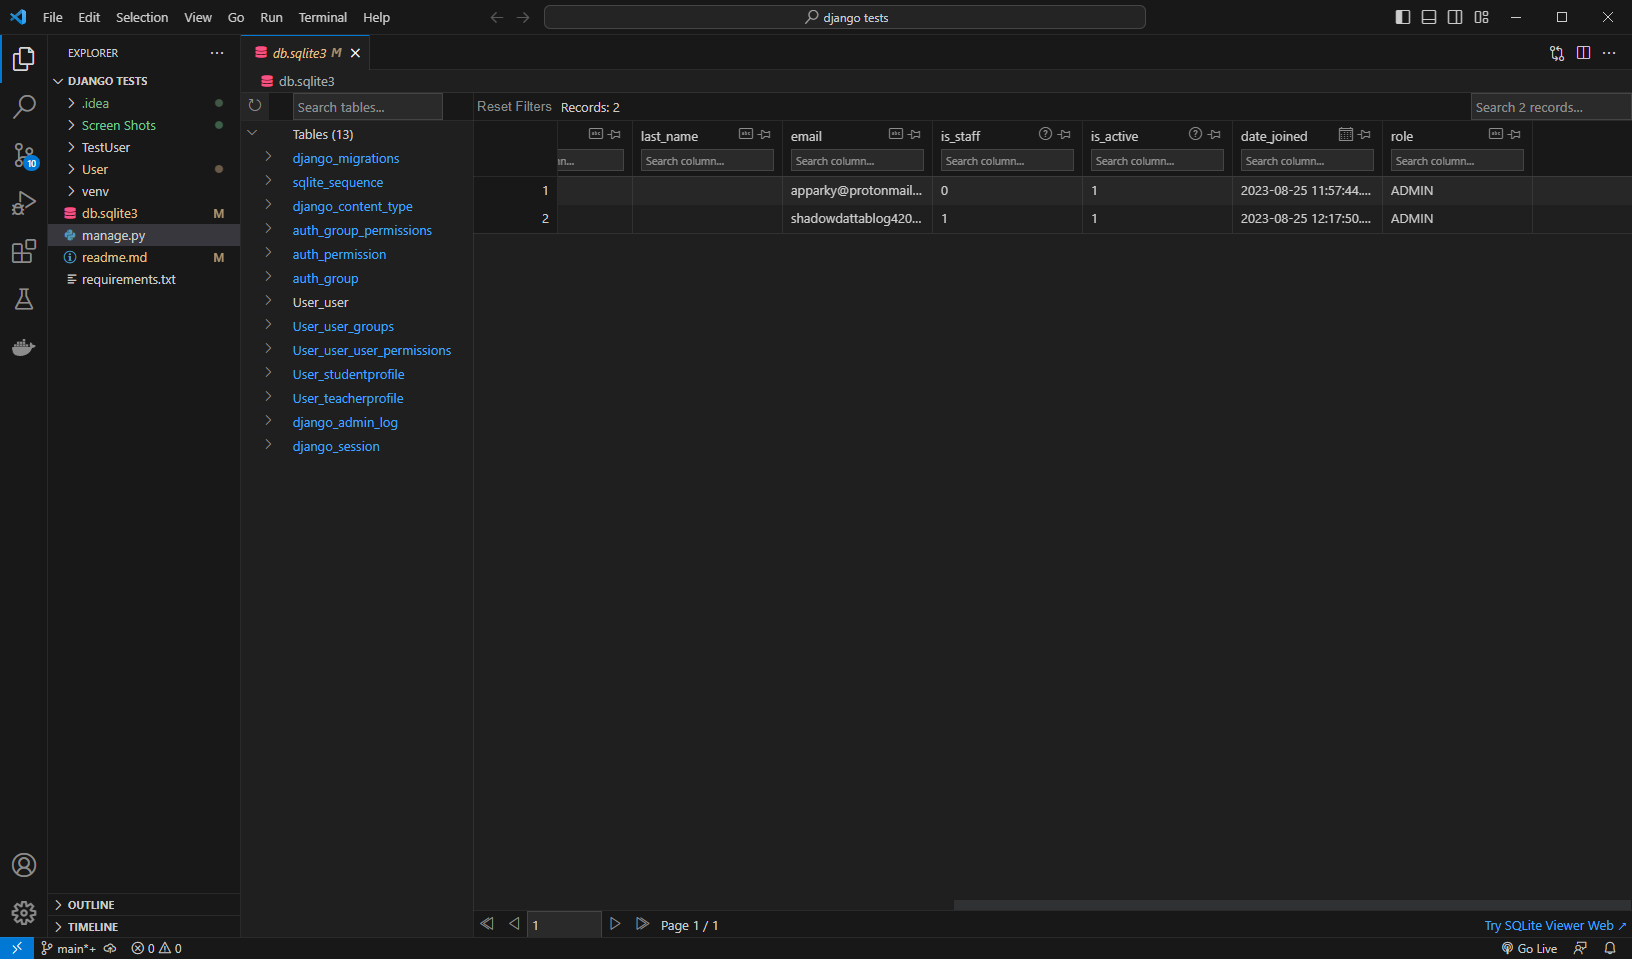 File Edit Selection View Go Run Terminal Help
django tests
EXPLORER
DJANGO TESTS
.idea
Screen Shots
TestUser
User
venv
db.sqlite3 M
manage.py
readme.md M
requirements.txt
OUTLINE
TIMELINE
10
db.sqlite3 M
db.sqlite3
Search tables...
Tables (13)
django_migrations
sqlite_sequence
django_content_type
auth_group_permissions
auth_permission
auth_group
User_user
User_user_groups
User_user_user_permissions
User_studentprofile
User_teacherprofile
django_admin_log
django_session
Reset Filters Records: 2 Search 2 records...
last_name email is_staff is_active date_joined role
n... Search column... Search column... Search column... Search column... Search column... Search column...
1 apparky@protonmail... 0 1 2023-08-25 11:57:44.... ADMIN
2 shadowdattablog420... 1 1 2023-08-25 12:17:50.... ADMIN
1 Page 1 / 1 Try SQLite Viewer Web ↗
main*+ 0 0 Go Live